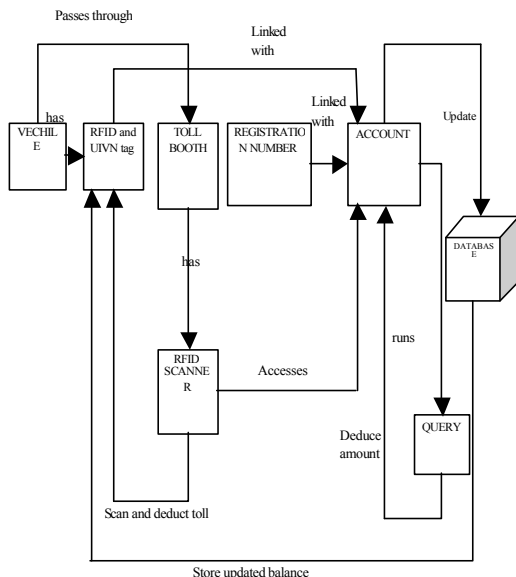 Passes through
Linked
with
has
Linked
with
VECHIL
E
RFID and
UIVN tag
TOLL
BOOTH
REGISTRATIO
N NUMBER
ACCOUNT
Update
DATABAS
E
has
RFID
SCANNE
R
Accesses
runs
Deduce
amount
QUERY
Scan and deduct toll
Store updated balance